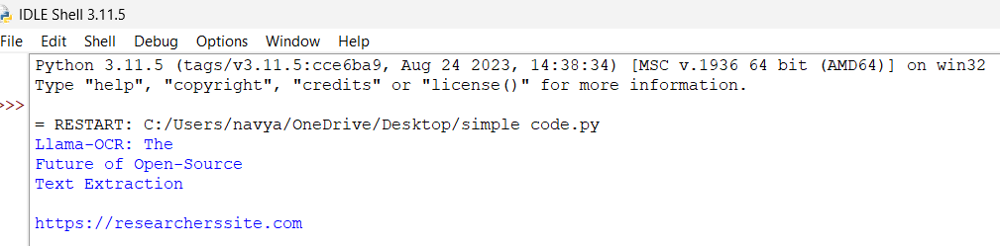 IDLE Shell 3.11.5
File Edit Shell Debug Options Window Help
Python 3.11.5 (tags/v3.11.5:cce6ba9, Aug 24 2023, 14:38:34) [MSC v.1936 64 bit (AMD64)] on win32
Type "help", "copyright", "credits" or "license()" for more information.
>>>
= RESTART: C:/Users/navya/OneDrive/Desktop/simple code.py
Llama-OCR: The
Future of Open-Source
Text Extraction
https://researcherssite.com